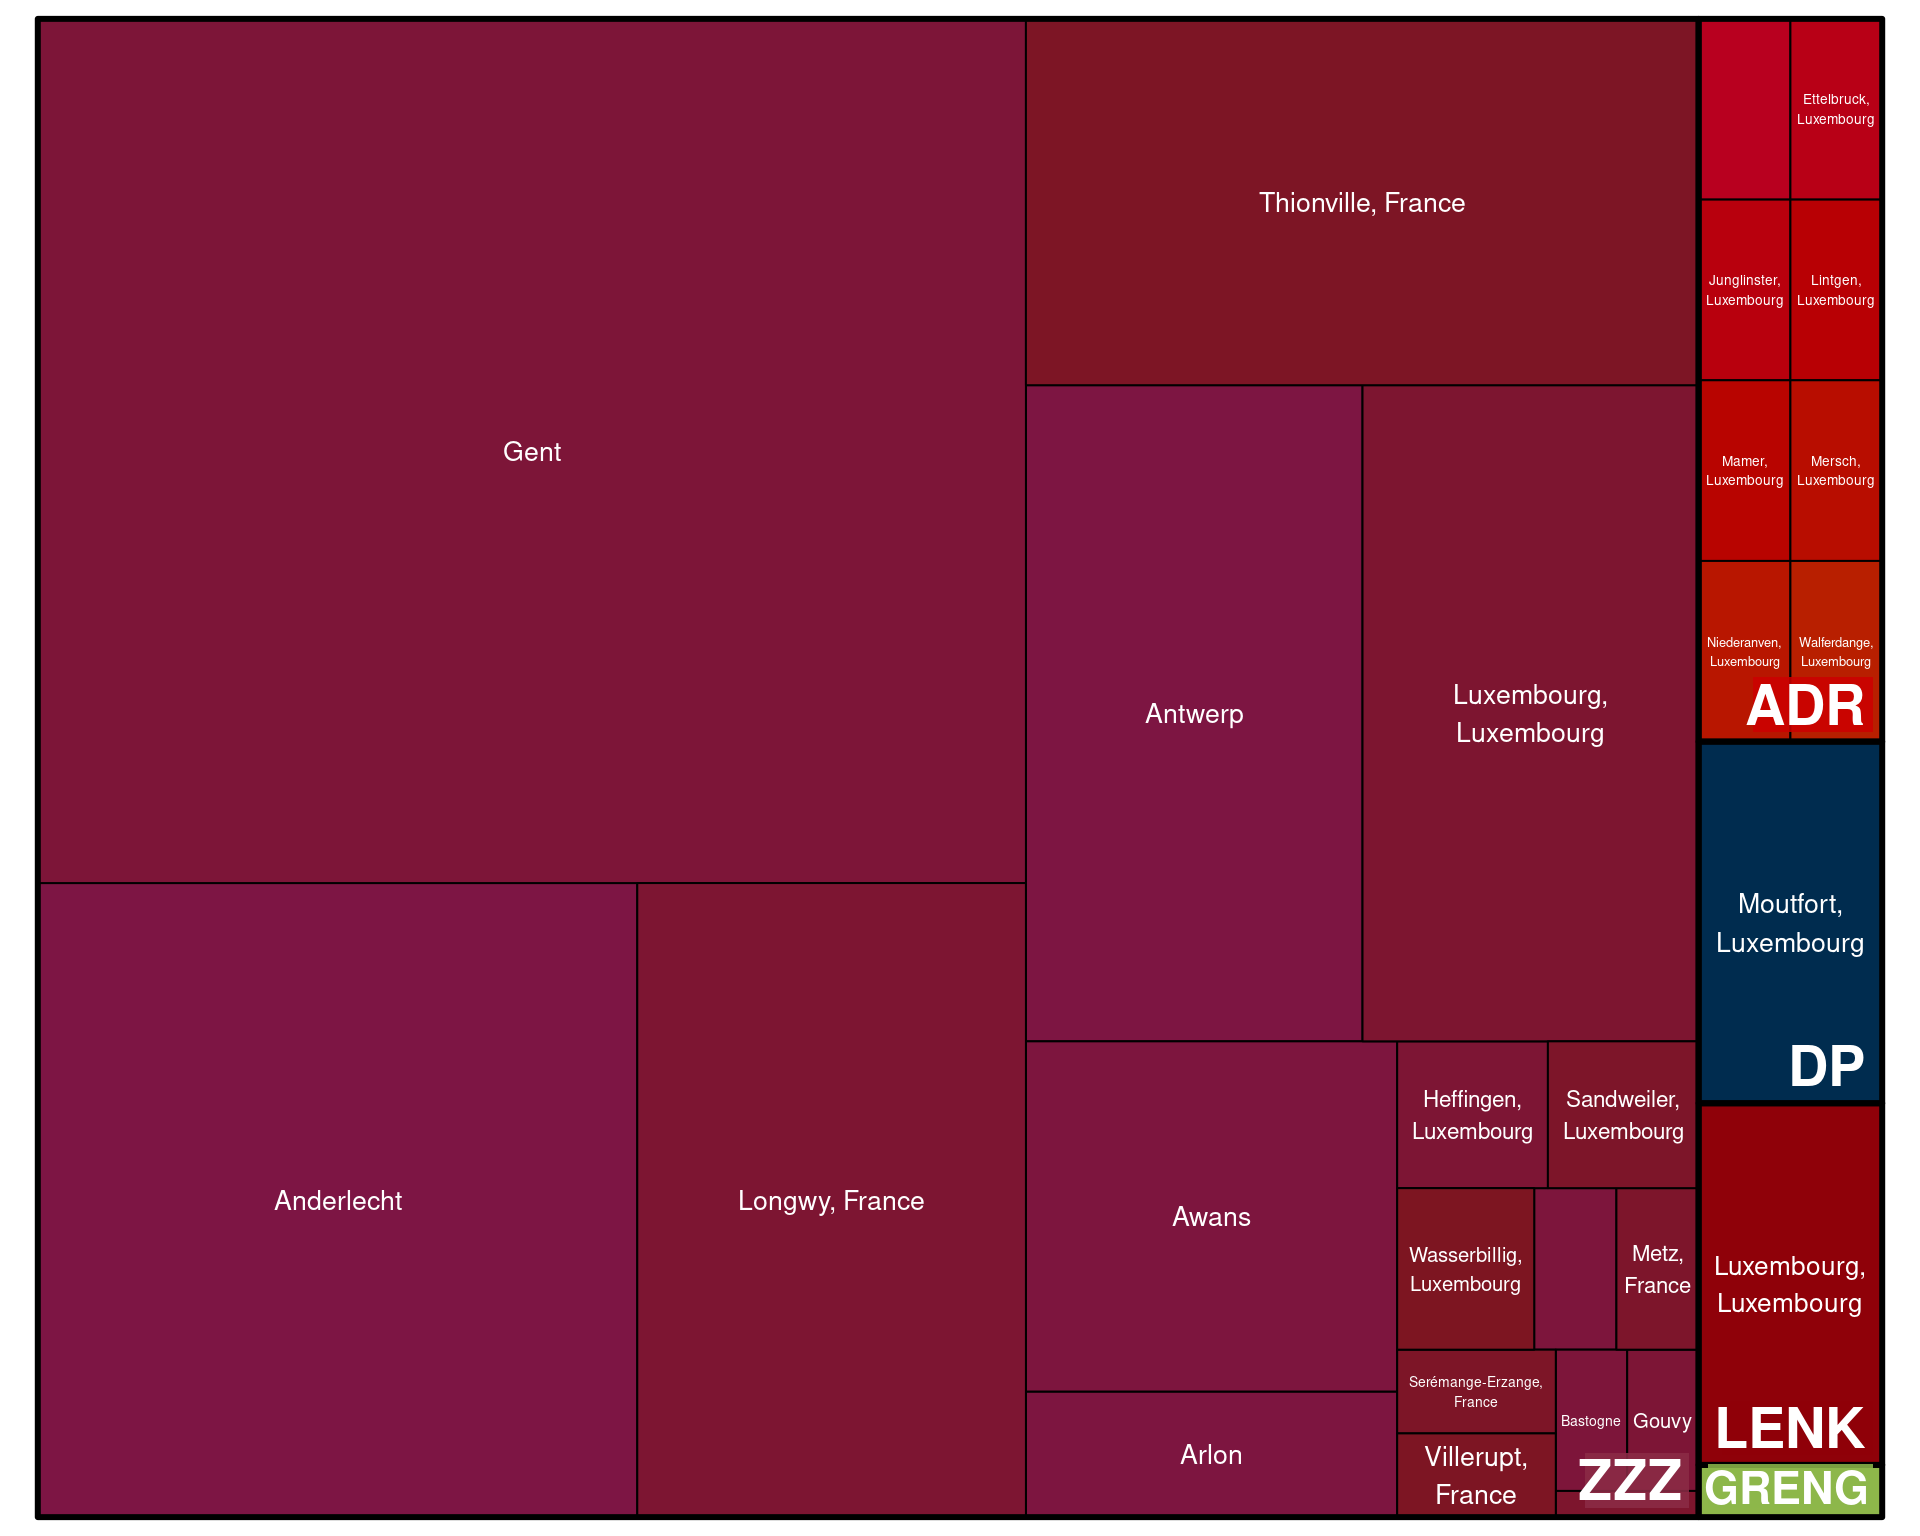 Gent
Thionville, France
Ettelbruck,
Luxembourg
Junglinster,
Luxembourg
Lintgen,
Luxembourg
Mamer,
Luxembourg
Mersch,
Luxembourg
Niederanven,
Luxembourg
Walferdange,
Luxembourg
ADR
Antwerp
Luxembourg,
Luxembourg
Moutfort,
Luxembourg
DP
Anderlecht
Longwy, France
Awans
Arlon
Heffingen,
Luxembourg
Sandweiler,
Luxembourg
Wasserbillig,
Luxembourg
Metz,
France
Serémange-Erzange,
France
Villerupt,
France
Bastogne
Gouvy
ZZZ
Luxembourg,
Luxembourg
LENK
GRENG